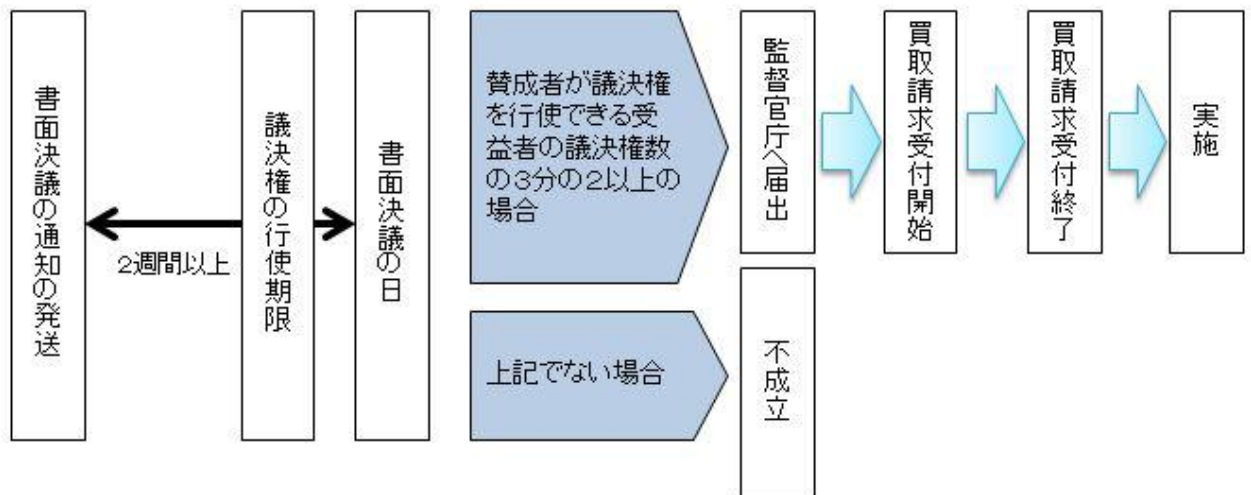 書面決議の通知の発送
2週間以上
議決権の行使期限
書面決議の日
賛成者が議決権
を行使できる受
益者の議決権数
の3分の2以上の
場合
上記でない場合
監督官庁へ届出
不成立
買取請求受付開始
買取請求受付終了
実施